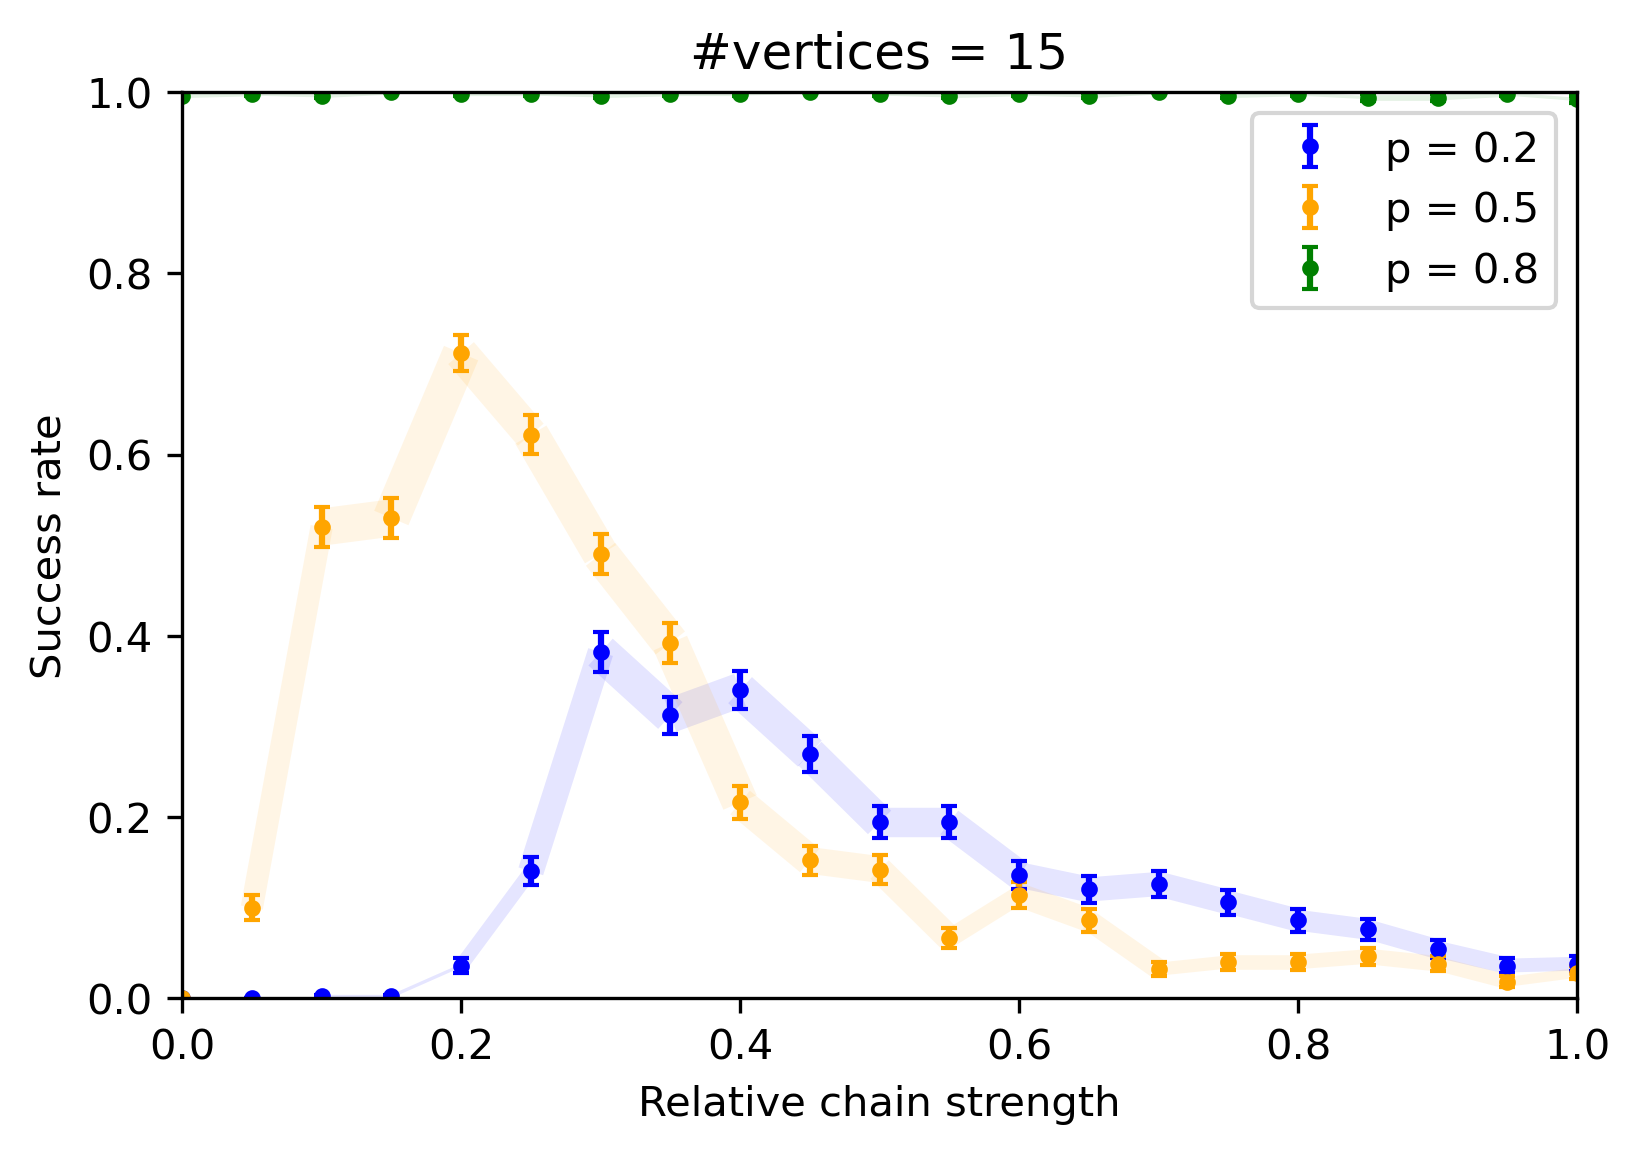 #vertices = 15
1.0
0.8
0.6
0.4
0.2
0.0
Success rate
p = 0.2
p = 0.5
p = 0.8
0.0 0.2 0.4 0.6 0.8 1.0
Relative chain strength